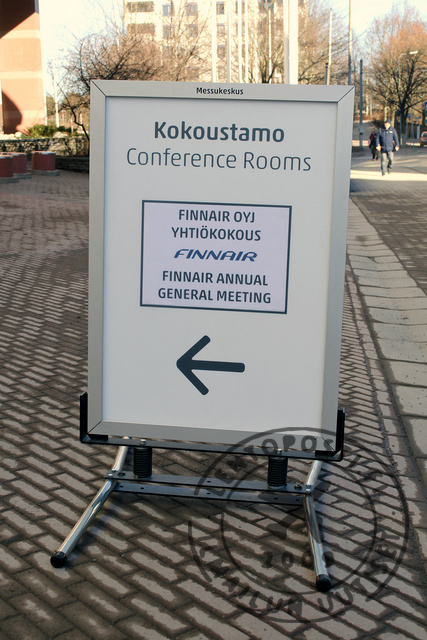 Messukeskus
Kokoustamo
Conference Rooms
FINNAIR OYJ
YHTIÖKOKOUS
FINNAIR
FINNAIR ANNUAL
GENERAL MEETING